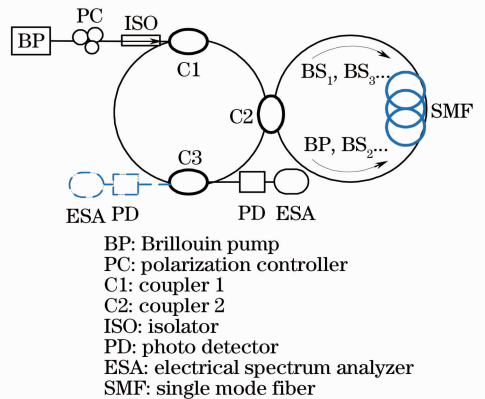 PC
ISO
BP
C1
BS1, BS3...
C2
SMF
BP, BS2...
C3
ESA PD
PD ESA
BP: Brillouin pump
PC: polarization controller
C1: coupler 1
C2: coupler 2
ISO: isolator
PD: photo detector
ESA: electrical spectrum analyzer
SMF: single mode fiber